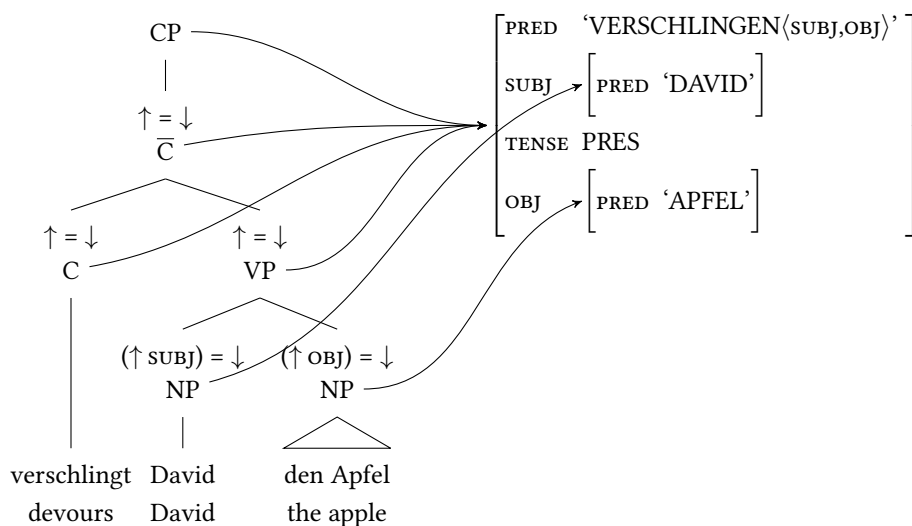 CP
PRED ‘VERSCHLINGEN⟨SUBJ,OBJ⟩’
SUBJ [PRED ‘DAVID’]
↑ = ↓
C̅
TENSE PRES
OBJ [PRED ‘APFEL’]
↑ = ↓ ↑ = ↓
C VP
(↑ SUBJ) = ↓ (↑ OBJ) = ↓
NP NP
verschlingt David den Apfel
devours David the apple